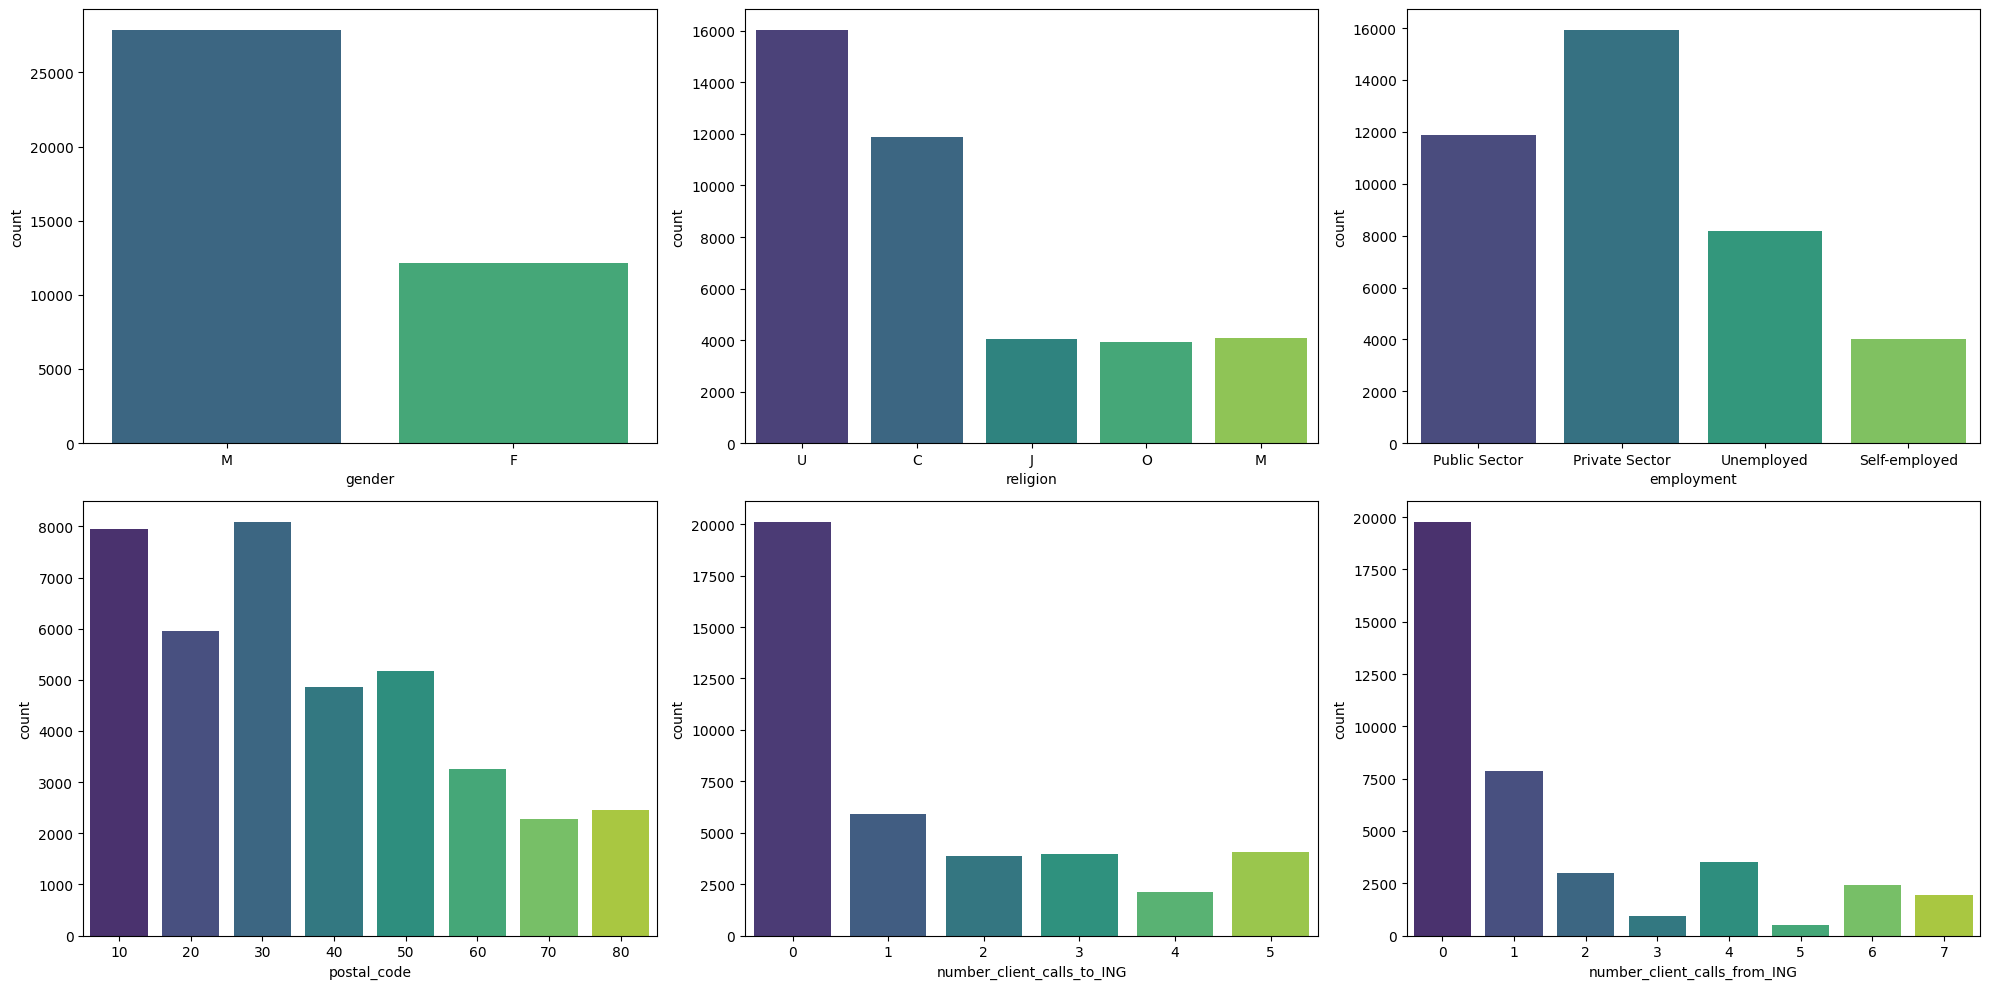 count
25000
20000
15000
10000
5000
0
M F
gender
count
16000
14000
12000
10000
8000
6000
4000
2000
0
U C J O M
religion
count
16000
14000
12000
10000
8000
6000
4000
2000
0
Public Sector Private Sector Unemployed Self-employed
employment
count
8000
7000
6000
5000
4000
3000
2000
1000
0
10 20 30 40 50 60 70 80
postal_code
count
20000
17500
15000
12500
10000
7500
5000
2500
0
0 1 2 3 4 5
number_client_calls_to_ING
count
20000
17500
15000
12500
10000
7500
5000
2500
0
0 1 2 3 4 5 6 7
number_client_calls_from_ING